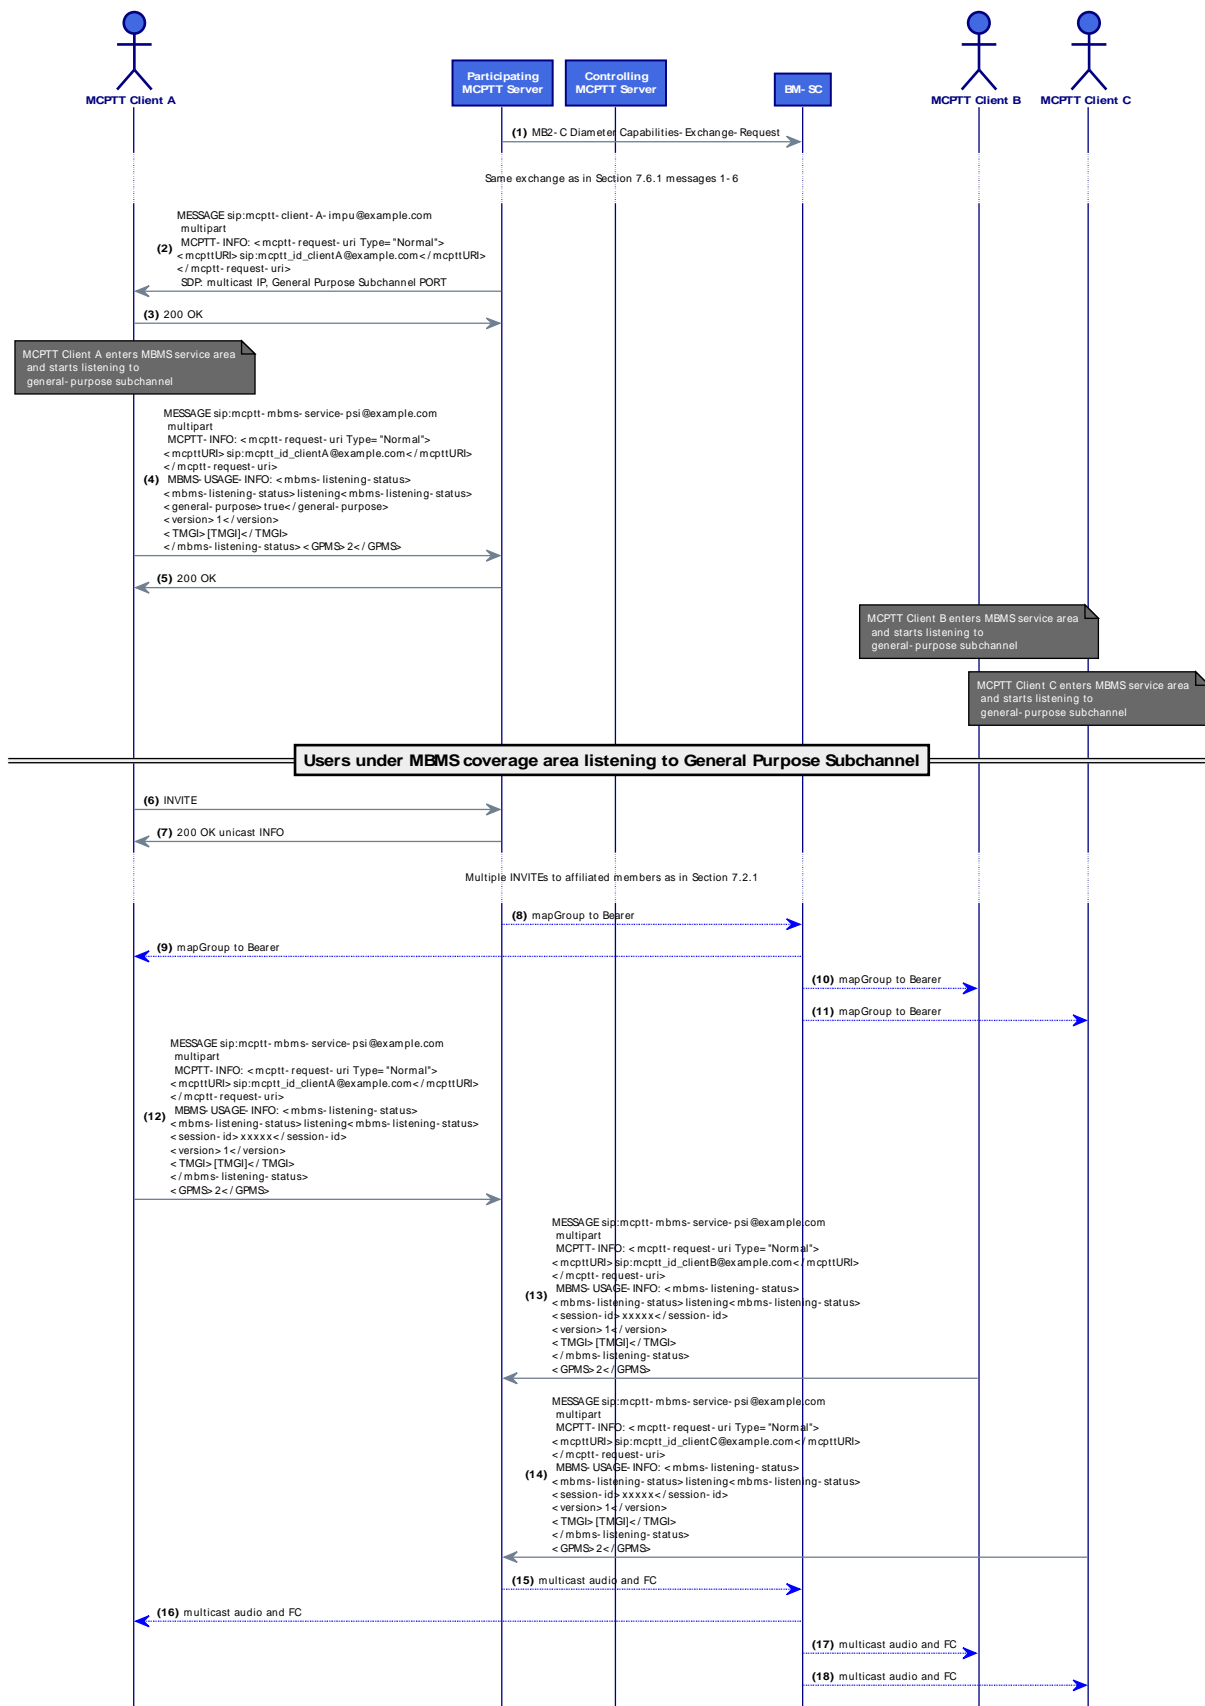 MCPTT Client A
Participating
MCPTT Server
Controlling
MCPTT Server
BM-SC
MCPTT Client B
MCPTT Client C
(1) MB2-C Diameter Capabilities-Exchange-Request
Same exchange as in Section 7.6.1 messages 1-6
MESSAGE sip:mcptt-client-A-impu@example.com
multipart
(2) MCPTT-INFO: <mcptt-request-uri Type="Normal">
<mcpttURI>sip:mcptt_id_clientA@example.com</mcpttURI>
</mcptt-request-uri>
SDP: multicast IP, General Purpose Subchannel PORT
(3) 200 OK
MCPTT Client A enters MBMS service area
and starts listening to
general-purpose subchannel
MESSAGE sip:mcptt-mbms-service-psi@example.com
multipart
MCPTT-INFO: <mcptt-request-uri Type="Normal">
<mcpttURI>sip:mcptt_id_clientA@example.com</mcpttURI>
</mcptt-request-uri>
(4) MBMS-USAGE-INFO: <mbms-listening-status>
<mbms-listening-status>listening<mbms-listening-status>
<general-purpose>true</general-purpose>
<version>1</version>
<TMGI>[TMGI]</TMGI>
</mbms-listening-status><GPMS>2</GPMS>
(5) 200 OK
MCPTT Client B enters MBMS service area
and starts listening to
general-purpose subchannel
MCPTT Client C enters MBMS service area
and starts listening to
general-purpose subchannel
Users under MBMS coverage area listening to General Purpose Subchannel
(6) INVITE
(7) 200 OK unicast INFO
Multiple INVITEs to affiliated members as in Section 7.2.1
(8) mapGroup to Bearer
(9) mapGroup to Bearer
(10) mapGroup to Bearer
(11) mapGroup to Bearer
MESSAGE sip:mcptt-mbms-service-psi@example.com
multipart
MCPTT-INFO: <mcptt-request-uri Type="Normal">
<mcpttURI>sip:mcptt_id_clientA@example.com</mcpttURI>
</mcptt-request-uri>
(12) MBMS-USAGE-INFO: <mbms-listening-status>
<mbms-listening-status>listening<mbms-listening-status>
<session-id>xxxxx</session-id>
<version>1</version>
<TMGI>[TMGI]</TMGI>
</mbms-listening-status>
<GPMS>2</GPMS>
MESSAGE sip:mcptt-mbms-service-psi@example.com
multipart
MCPTT-INFO: <mcptt-request-uri Type="Normal">
<mcpttURI>sip:mcptt_id_clientB@example.com</mcpttURI>
</mcptt-request-uri>
(13) MBMS-USAGE-INFO: <mbms-listening-status>
<mbms-listening-status>listening<mbms-listening-status>
<session-id>xxxxx</session-id>
<version>1</version>
<TMGI>[TMGI]</TMGI>
</mbms-listening-status>
<GPMS>2</GPMS>
MESSAGE sip:mcptt-mbms-service-psi@example.com
multipart
MCPTT-INFO: <mcptt-request-uri Type="Normal">
<mcpttURI>sip:mcptt_id_clientC@example.com</mcpttURI>
</mcptt-request-uri>
(14) MBMS-USAGE-INFO: <mbms-listening-status>
<mbms-listening-status>listening<mbms-listening-status>
<session-id>xxxxx</session-id>
<version>1</version>
<TMGI>[TMGI]</TMGI>
</mbms-listening-status>
<GPMS>2</GPMS>
(15) multicast audio and FC
(16) multicast audio and FC
(17) multicast audio and FC
(18) multicast audio and FC